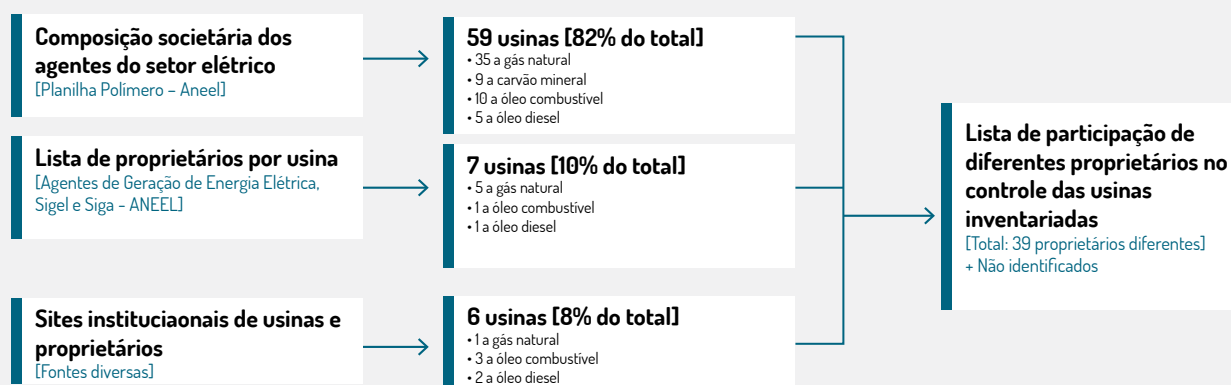 Composição societária dos
agentes do setor elétrico
[Planilha Polímero – Aneel]
59 usinas [82% do total]
• 35 a gás natural
• 9 a carvão mineral
• 10 a óleo combustível
• 5 a óleo diesel
Lista de proprietários por usina
[Agentes de Geração de Energia Elétrica,
Sigel e Siga - ANEEL]
7 usinas [10% do total]
• 5 a gás natural
• 1 a óleo combustível
• 1 a óleo diesel
Sites instituciaonais de usinas e
proprietários
[Fontes diversas]
6 usinas [8% do total]
• 1 a gás natural
• 3 a óleo combustível
• 2 a óleo diesel
Lista de participação de
diferentes proprietários no
controle das usinas
inventariadas
[Total: 39 proprietários diferentes]
+ Não identificados